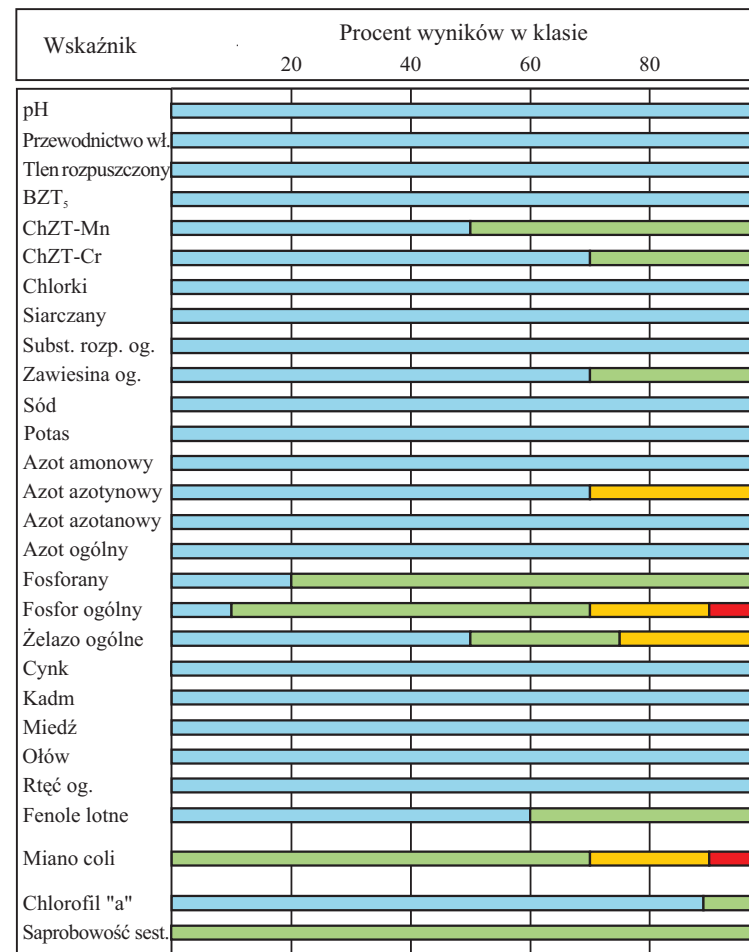 Wskaźnik
Procent wyników w klasie
20 40 60 80
pH
Przewodnictwo wł.
Tlen rozpuszczony
BZT₅
ChZT-Mn
ChZT-Cr
Chlorki
Siarczany
Subst. rozp. og.
Zawiesina og.
Sód
Potas
Azot amonowy
Azot azotynowy
Azot azotanowy
Azot ogólny
Fosforany
Fosfor ogólny
Żelazo ogólne
Cynk
Kadm
Miedź
Ołów
Rtęć og.
Fenole lotne
Miano coli
Chlorofil "a"
Saprobowość sest.